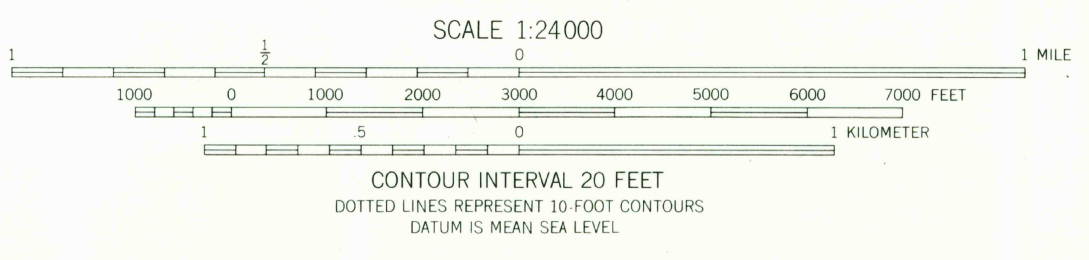 SCALE 1:24000
1 1/2 0 1 MILE
1000 0 1000 2000 3000 4000 5000 6000 7000 FEET
1 .5 0 1 KILOMETER
CONTOUR INTERVAL 20 FEET
DOTTED LINES REPRESENT 10-FOOT CONTOURS
DATUM IS MEAN SEA LEVEL